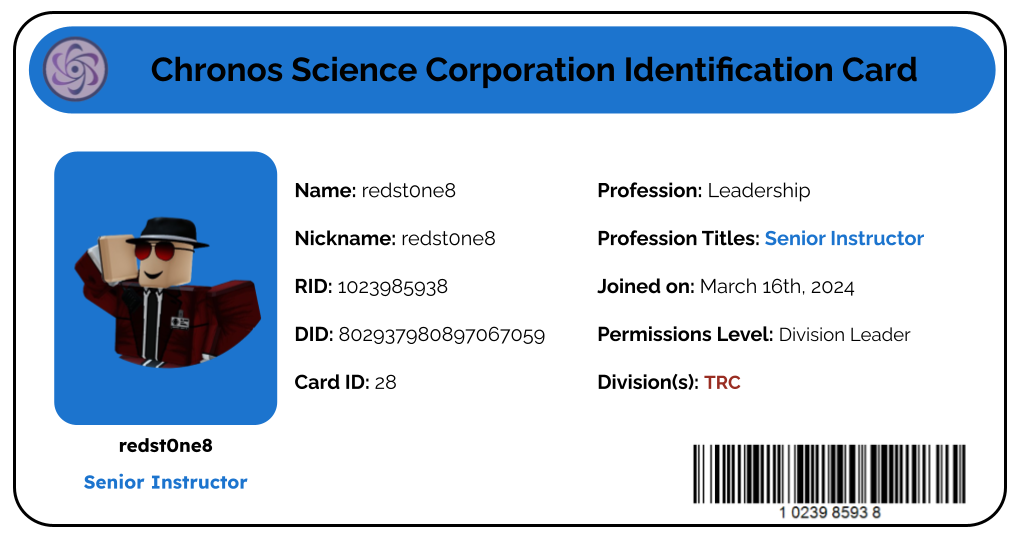 Chronos Science Corporation Identification Card
Name: redst0ne8
Nickname: redst0ne8
RID: 1023985938
DID: 802937980897067059
Card ID: 28
Profession: Leadership
Profession Titles: Senior Instructor
Joined on: March 16th, 2024
Permissions Level: Division Leader
Division(s): TRC
redst0ne8
Senior Instructor
1 0239 8593 8